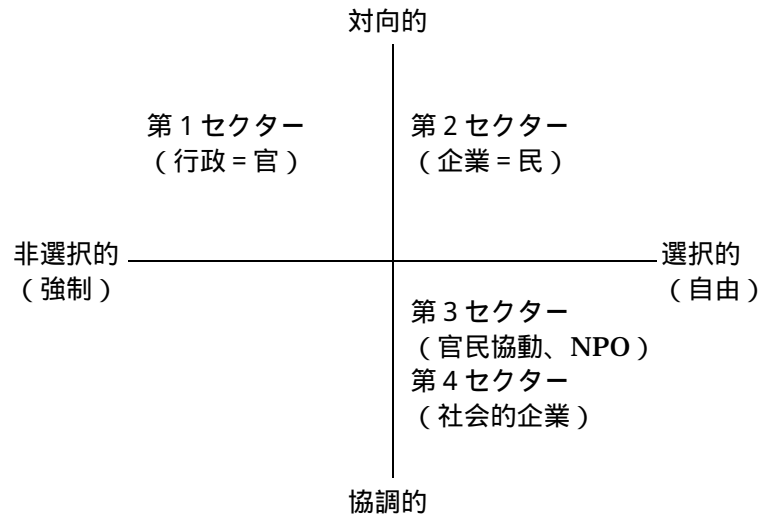 対向的
第1セクター
(行政=官)
第2セクター
(企業=民)
非選択的
(強制)
選択的
(自由)
第3セクター
(官民協動、NPO)
第4セクター
(社会的企業)
協調的